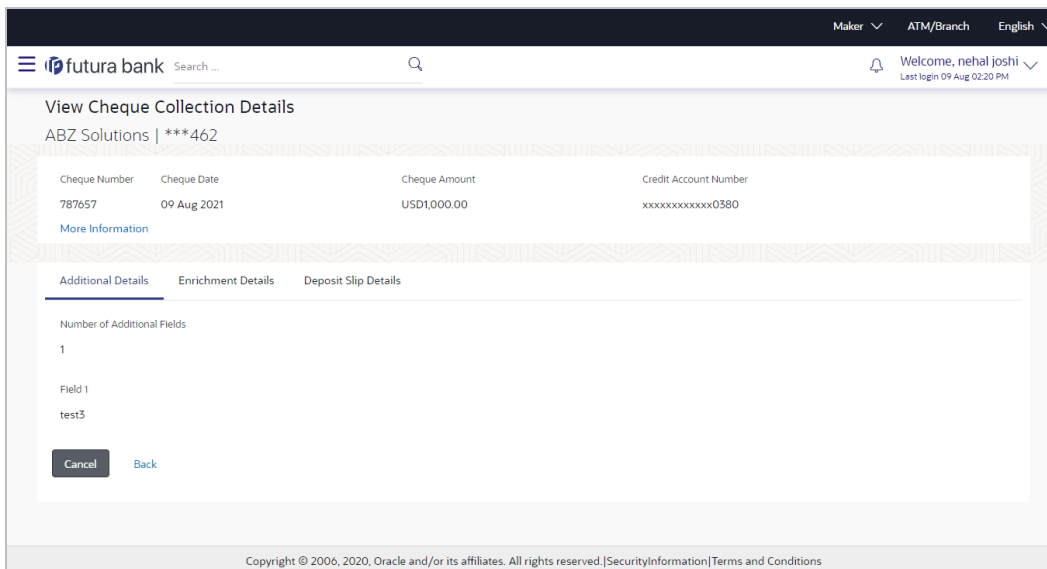 Maker ATM/Branch English
futura bank Search ... Welcome, nehal joshi
Last login 09 Aug 02:20 PM
View Cheque Collection Details
ABZ Solutions | ***462
Cheque Number Cheque Date Cheque Amount Credit Account Number
787657 09 Aug 2021 USD1,000.00 xxxxxxxxxxxx0380
More Information
Additional Details Enrichment Details Deposit Slip Details
Number of Additional Fields
1
Field 1
test3
Cancel Back
Copyright © 2006, 2020, Oracle and/or its affiliates. All rights reserved.|SecurityInformation|Terms and Conditions